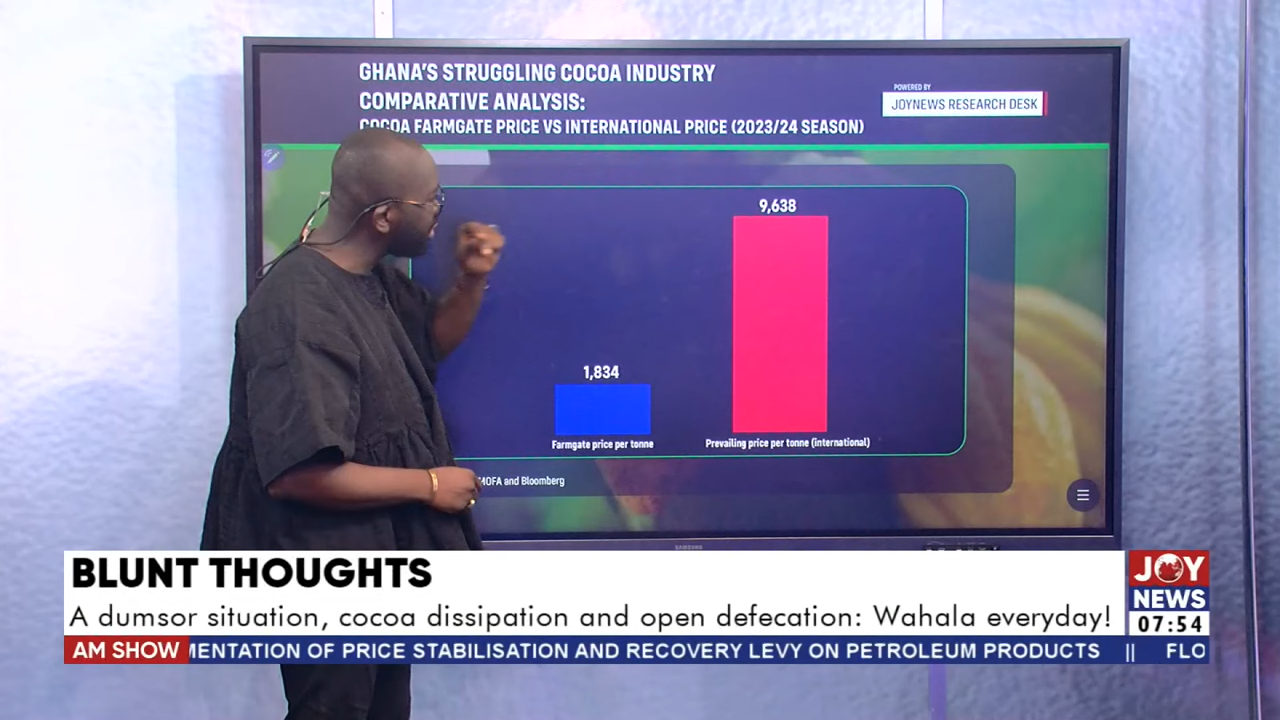 GHANA'S STRUGGLING COCOA INDUSTRY
COMPARATIVE ANALYSIS:
COCOA FARMGATE PRICE VS INTERNATIONAL PRICE (2023/24 SEASON)
POWERED BY
JOYNEWS RESEARCH DESK
9,638
1,834
Farmgate price per tonne
Prevailing price per tonne (international)
MOFA and Bloomberg
SAMSUNG
BLUNT THOUGHTS
A dumsor situation, cocoa dissipation and open defecation: Wahala everyday!
JOY
NEWS
07:54
AM SHOW
MENTATION OF PRICE STABILISATION AND RECOVERY LEVY ON PETROLEUM PRODUCTS || FLO